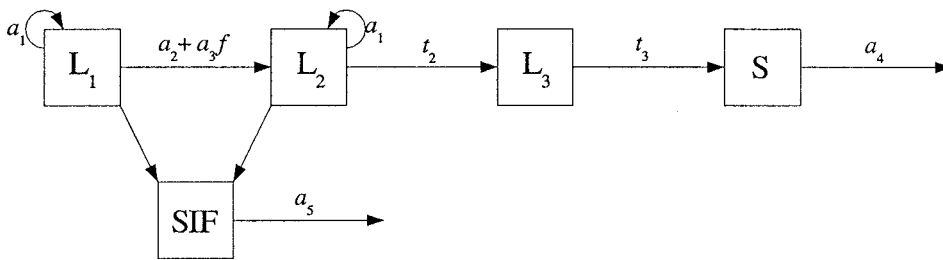 a₁ a₁
L₁ a₂+ a₃f L₂ t₂ L₃ t₃ S a₄
SIF a₅